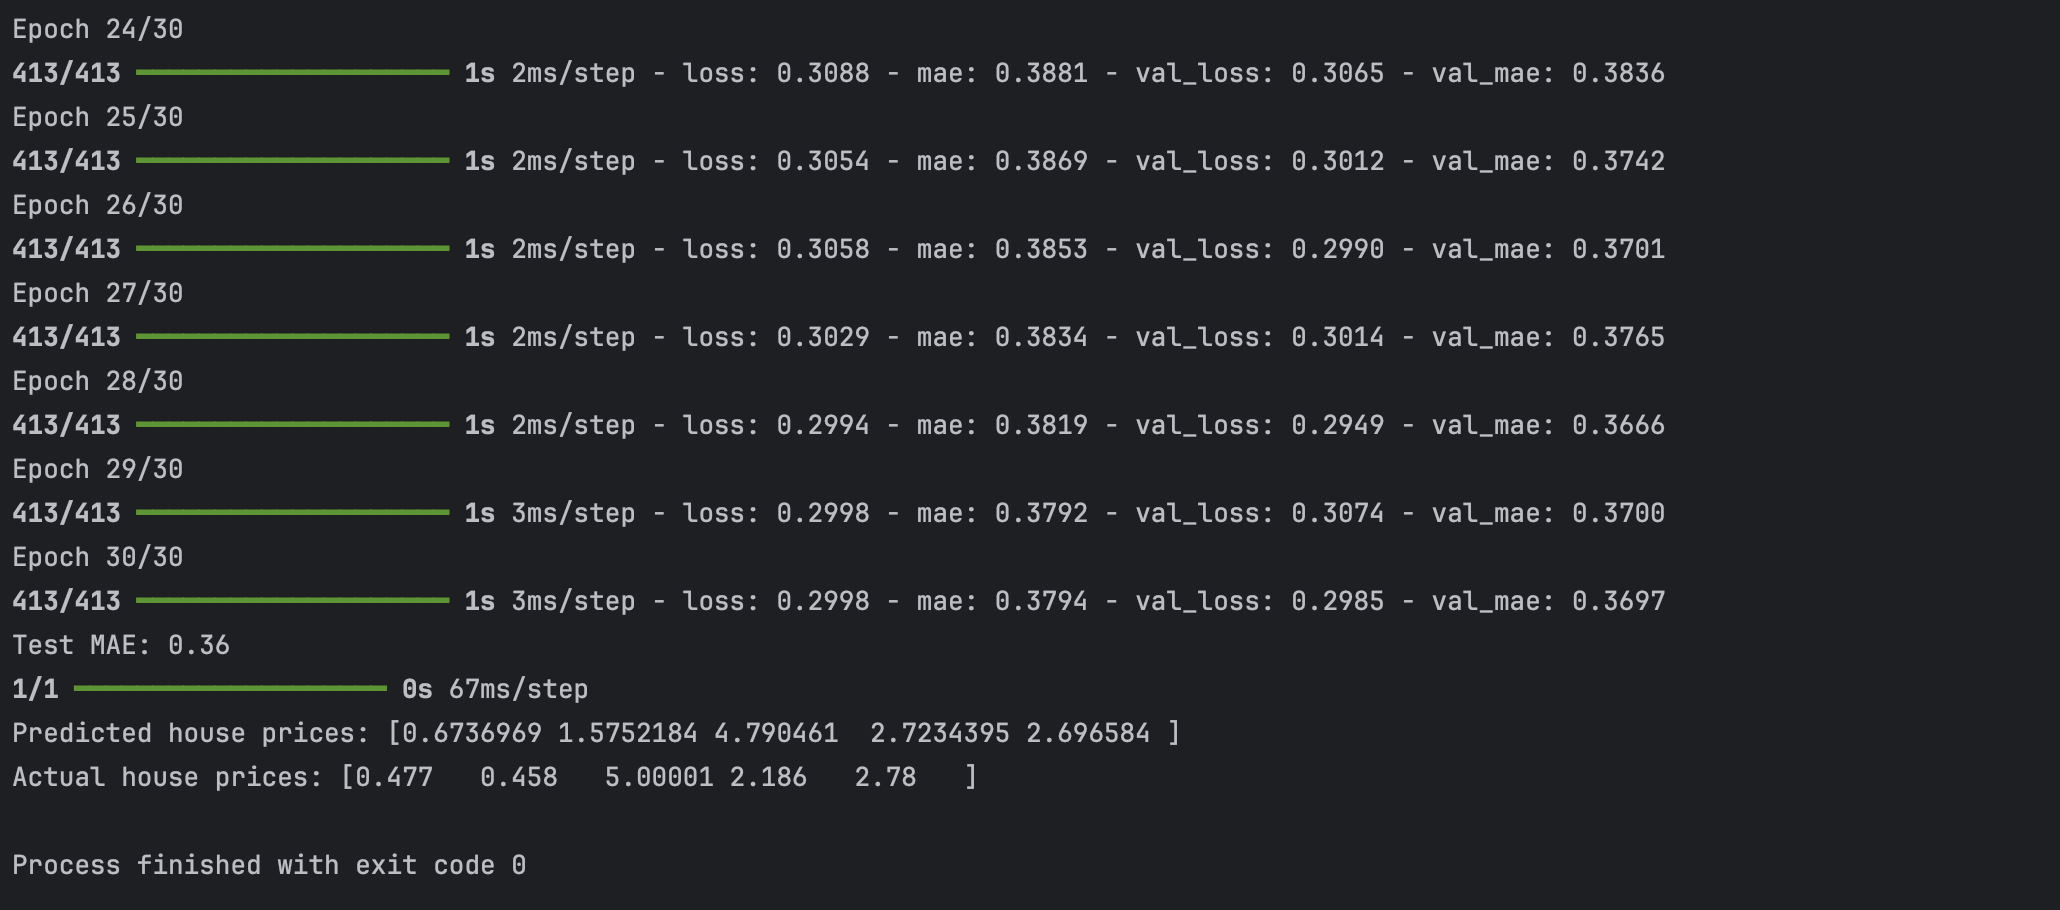 Epoch 24/30
413/413 ━━━━━━━━━━━━━━━━━━━━ 1s 2ms/step - loss: 0.3088 - mae: 0.3881 - val_loss: 0.3065 - val_mae: 0.3836
Epoch 25/30
413/413 ━━━━━━━━━━━━━━━━━━━━ 1s 2ms/step - loss: 0.3054 - mae: 0.3869 - val_loss: 0.3012 - val_mae: 0.3742
Epoch 26/30
413/413 ━━━━━━━━━━━━━━━━━━━━ 1s 2ms/step - loss: 0.3058 - mae: 0.3853 - val_loss: 0.2990 - val_mae: 0.3701
Epoch 27/30
413/413 ━━━━━━━━━━━━━━━━━━━━ 1s 2ms/step - loss: 0.3029 - mae: 0.3834 - val_loss: 0.3014 - val_mae: 0.3765
Epoch 28/30
413/413 ━━━━━━━━━━━━━━━━━━━━ 1s 2ms/step - loss: 0.2994 - mae: 0.3819 - val_loss: 0.2949 - val_mae: 0.3666
Epoch 29/30
413/413 ━━━━━━━━━━━━━━━━━━━━ 1s 3ms/step - loss: 0.2998 - mae: 0.3792 - val_loss: 0.3074 - val_mae: 0.3700
Epoch 30/30
413/413 ━━━━━━━━━━━━━━━━━━━━ 1s 3ms/step - loss: 0.2998 - mae: 0.3794 - val_loss: 0.2985 - val_mae: 0.3697
Test MAE: 0.36
1/1 ━━━━━━━━━━━━━━━━━━━━ 0s 67ms/step
Predicted house prices: [0.6736969 1.5752184 4.790461  2.7234395 2.696584 ]
Actual house prices: [0.477   0.458   5.00001 2.186   2.78   ]
Process finished with exit code 0